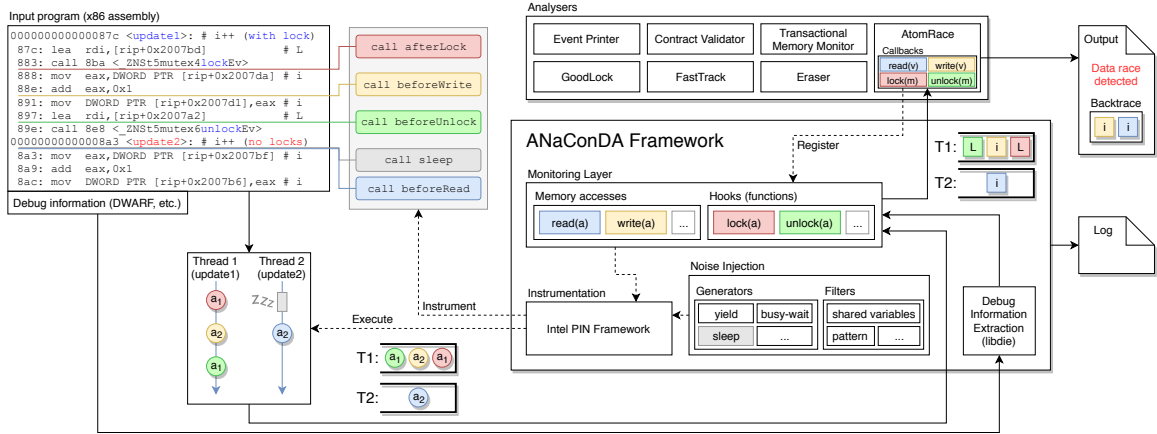 Input program (x86 assembly)
000000000000087c <update1>: # i++ (with lock)
87c: lea rdi,[rip+0x2007bd] # L
883: call 8ba <_ZNSt5mutex4lockEv>
888: mov eax,DWORD PTR [rip+0x2007da] # i
88e: add eax,0x1
891: mov DWORD PTR [rip+0x2007d1],eax # i
897: lea rdi,[rip+0x2007a2] # L
89e: call 8e8 <_ZNSt5mutex6unlockEv>
00000000000008a3 <update2>: # i++ (no locks)
8a3: mov eax,DWORD PTR [rip+0x2007bf] # i
8a9: add eax,0x1
8ac: mov DWORD PTR [rip+0x2007b6],eax # i
Debug information (DWARF, etc.)
call afterLock
call beforeWrite
call beforeUnlock
call sleep
call beforeRead
Analysers
Event Printer
Contract Validator
Transactional
Memory Monitor
GoodLock
FastTrack
Eraser
AtomRace
Callbacks
read(v)
write(v)
lock(m)
unlock(m)
Output
Data race
detected
Backtrace
i
i
ANaConDA Framework
Register
T1:
L
i
L
T2:
i
Monitoring Layer
Memory accesses
read(a)
write(a)
...
Hooks (functions)
lock(a)
unlock(a)
...
Log
Noise Injection
Generators
yield
busy-wait
sleep
...
Filters
shared variables
pattern
...
Instrumentation
Intel PIN Framework
Debug
Information
Extraction
(libdie)
Instrument
Execute
Thread 1
(update1)
Thread 2
(update2)
zzz
a1
a2
a2
a1
T1:
a1
a2
a1
T2:
a2